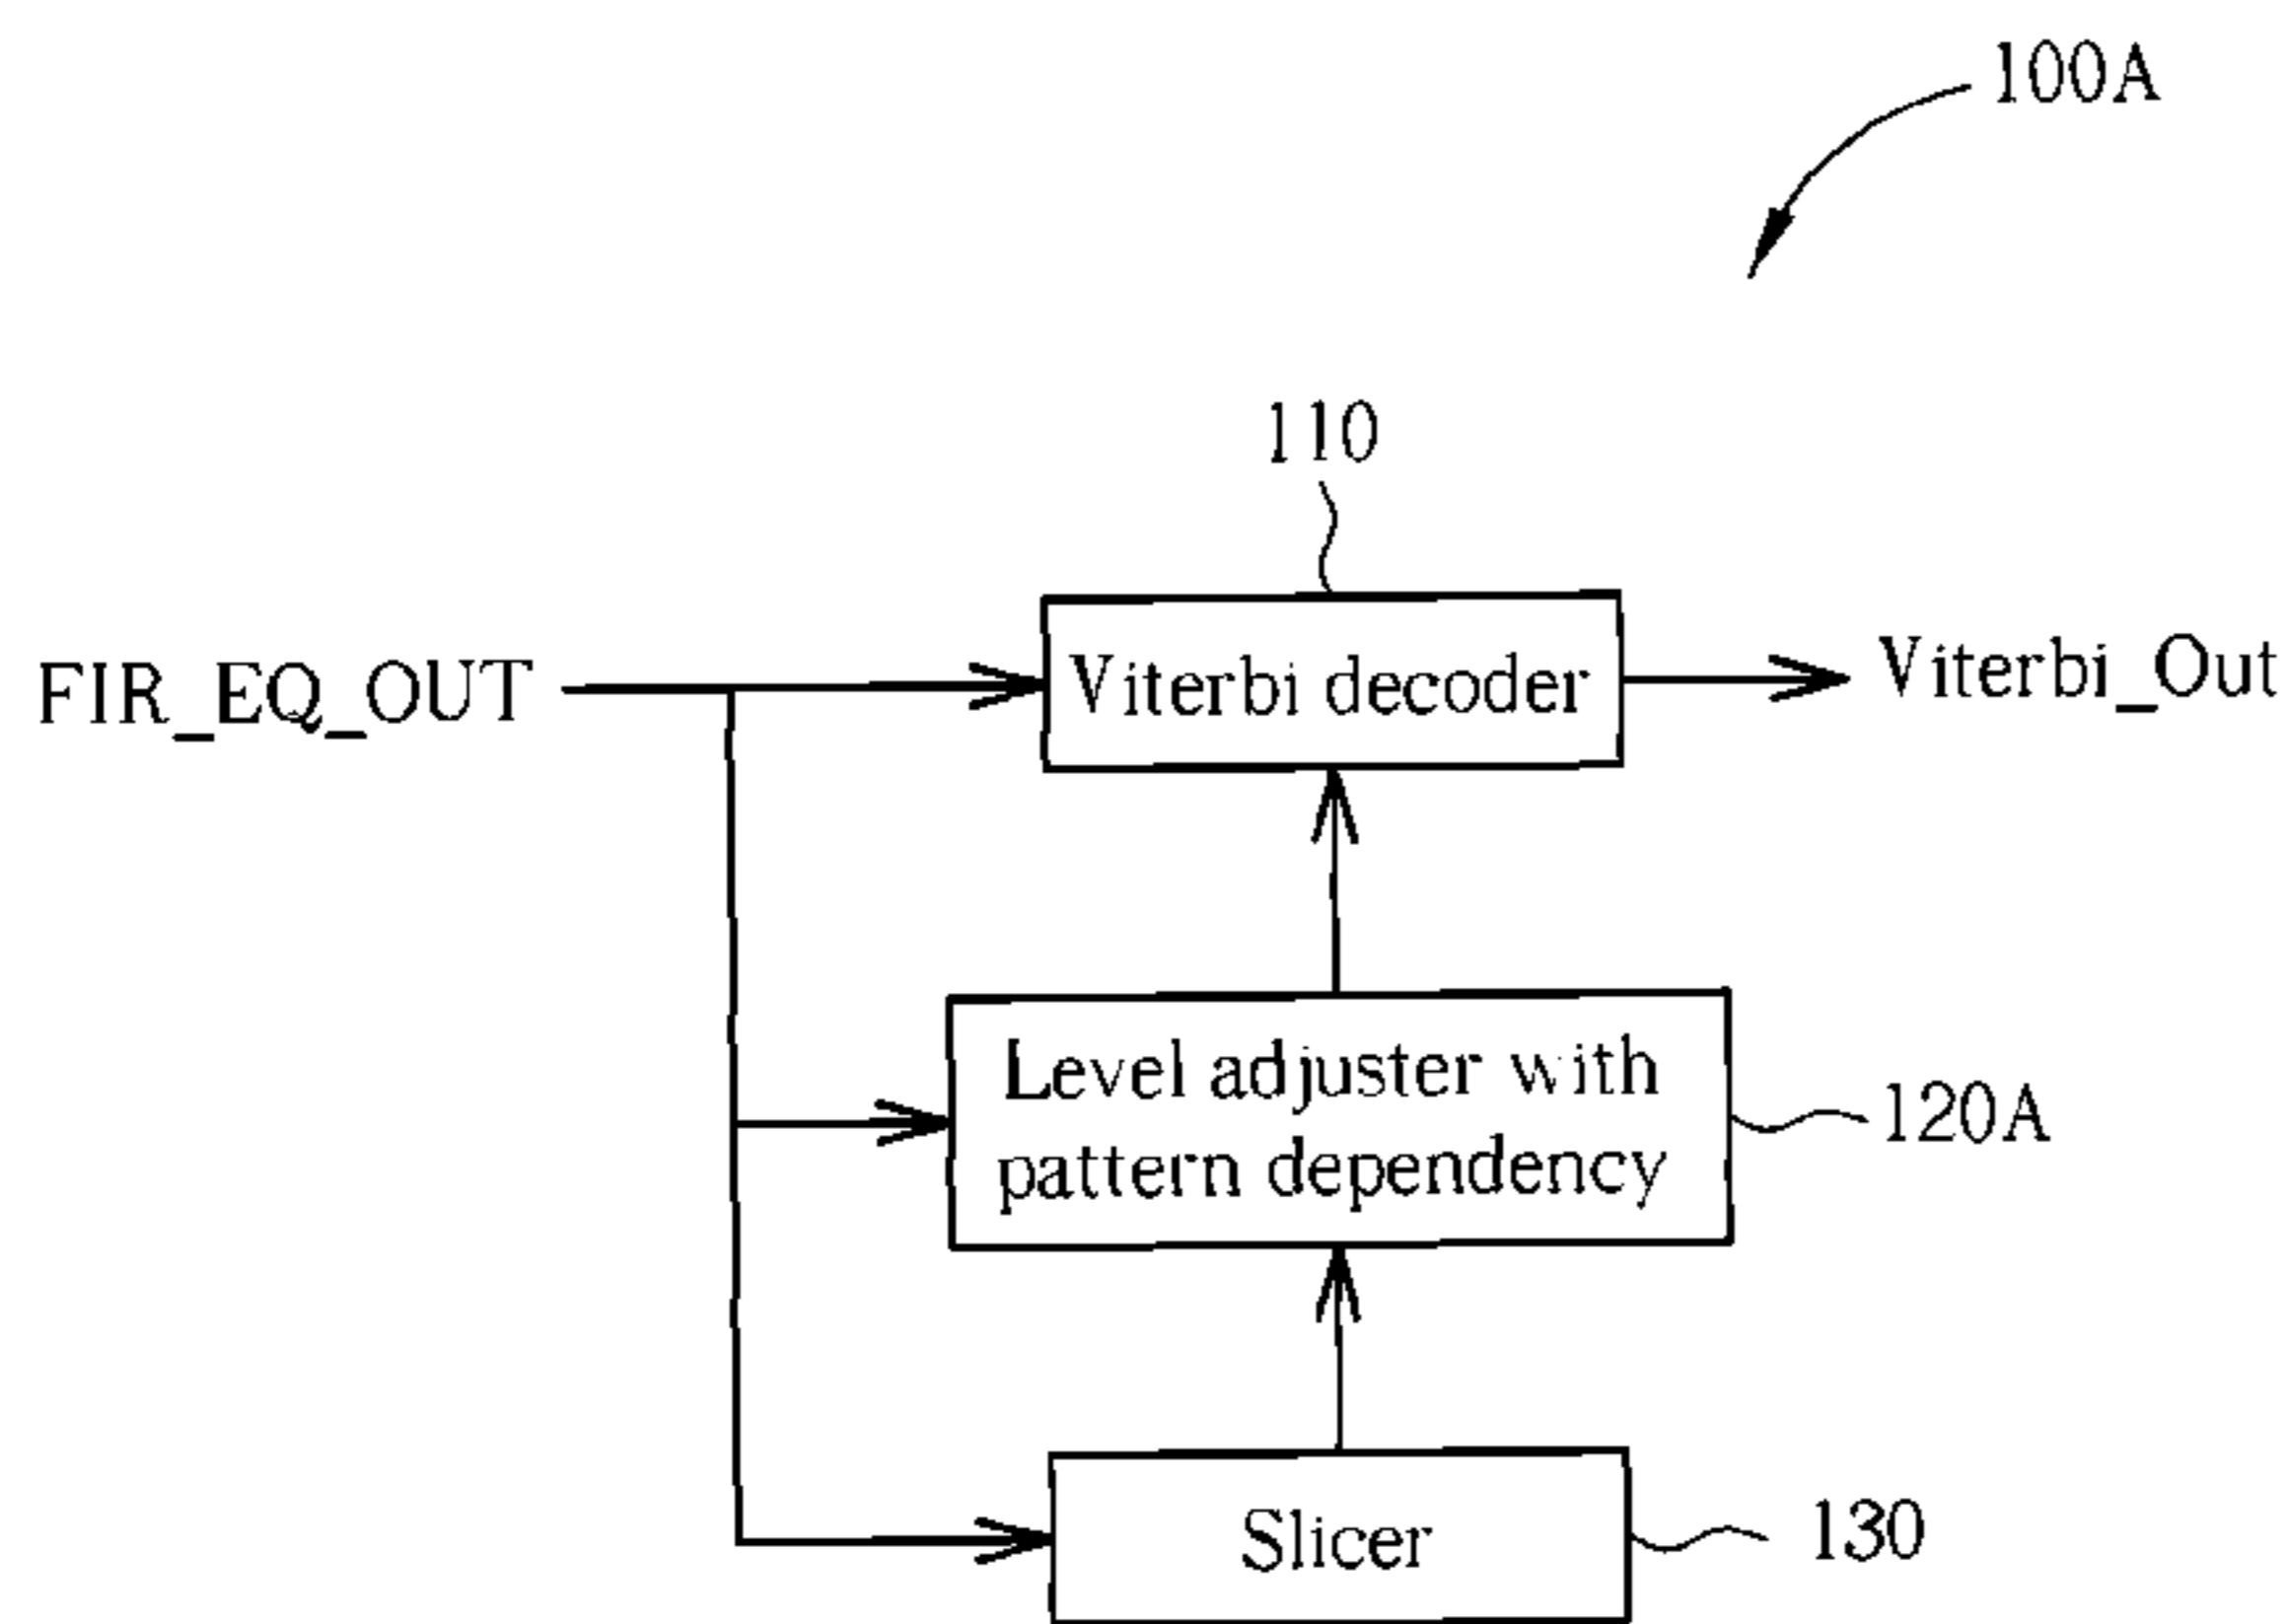 100A
110
FIR_EQ_OUT
Viterbi decoder
Viterbi_Out
Level adjuster with
pattern dependency
120A
Slicer
130